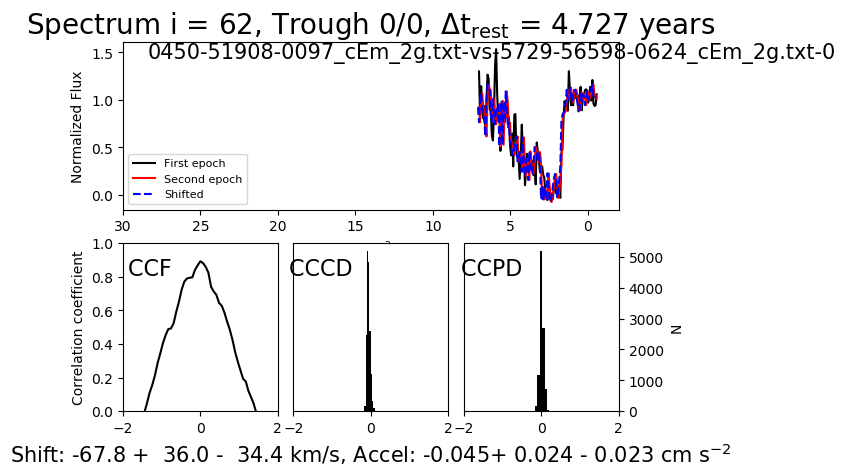 Spectrum i = 62, Trough 0/0, Δt_rest = 4.727 years
0450-51908-0097_cEm_2g.txt-vs-5729-56598-0624_cEm_2g.txt-0
Normalized Flux
1.5
1.0
0.5
0.0
First epoch
Second epoch
Shifted
30 25 20 15 10 5 0
Correlation coefficient
1.0
0.8
0.6
0.4
0.2
0.0
CCF
CCCD
CCPD
5000
4000
3000
2000
1000
0
N
−2 0 2
−2 0 2
−2 0 2
Shift: -67.8 + 36.0 - 34.4 km/s, Accel: -0.045+ 0.024 - 0.023 cm s⁻²